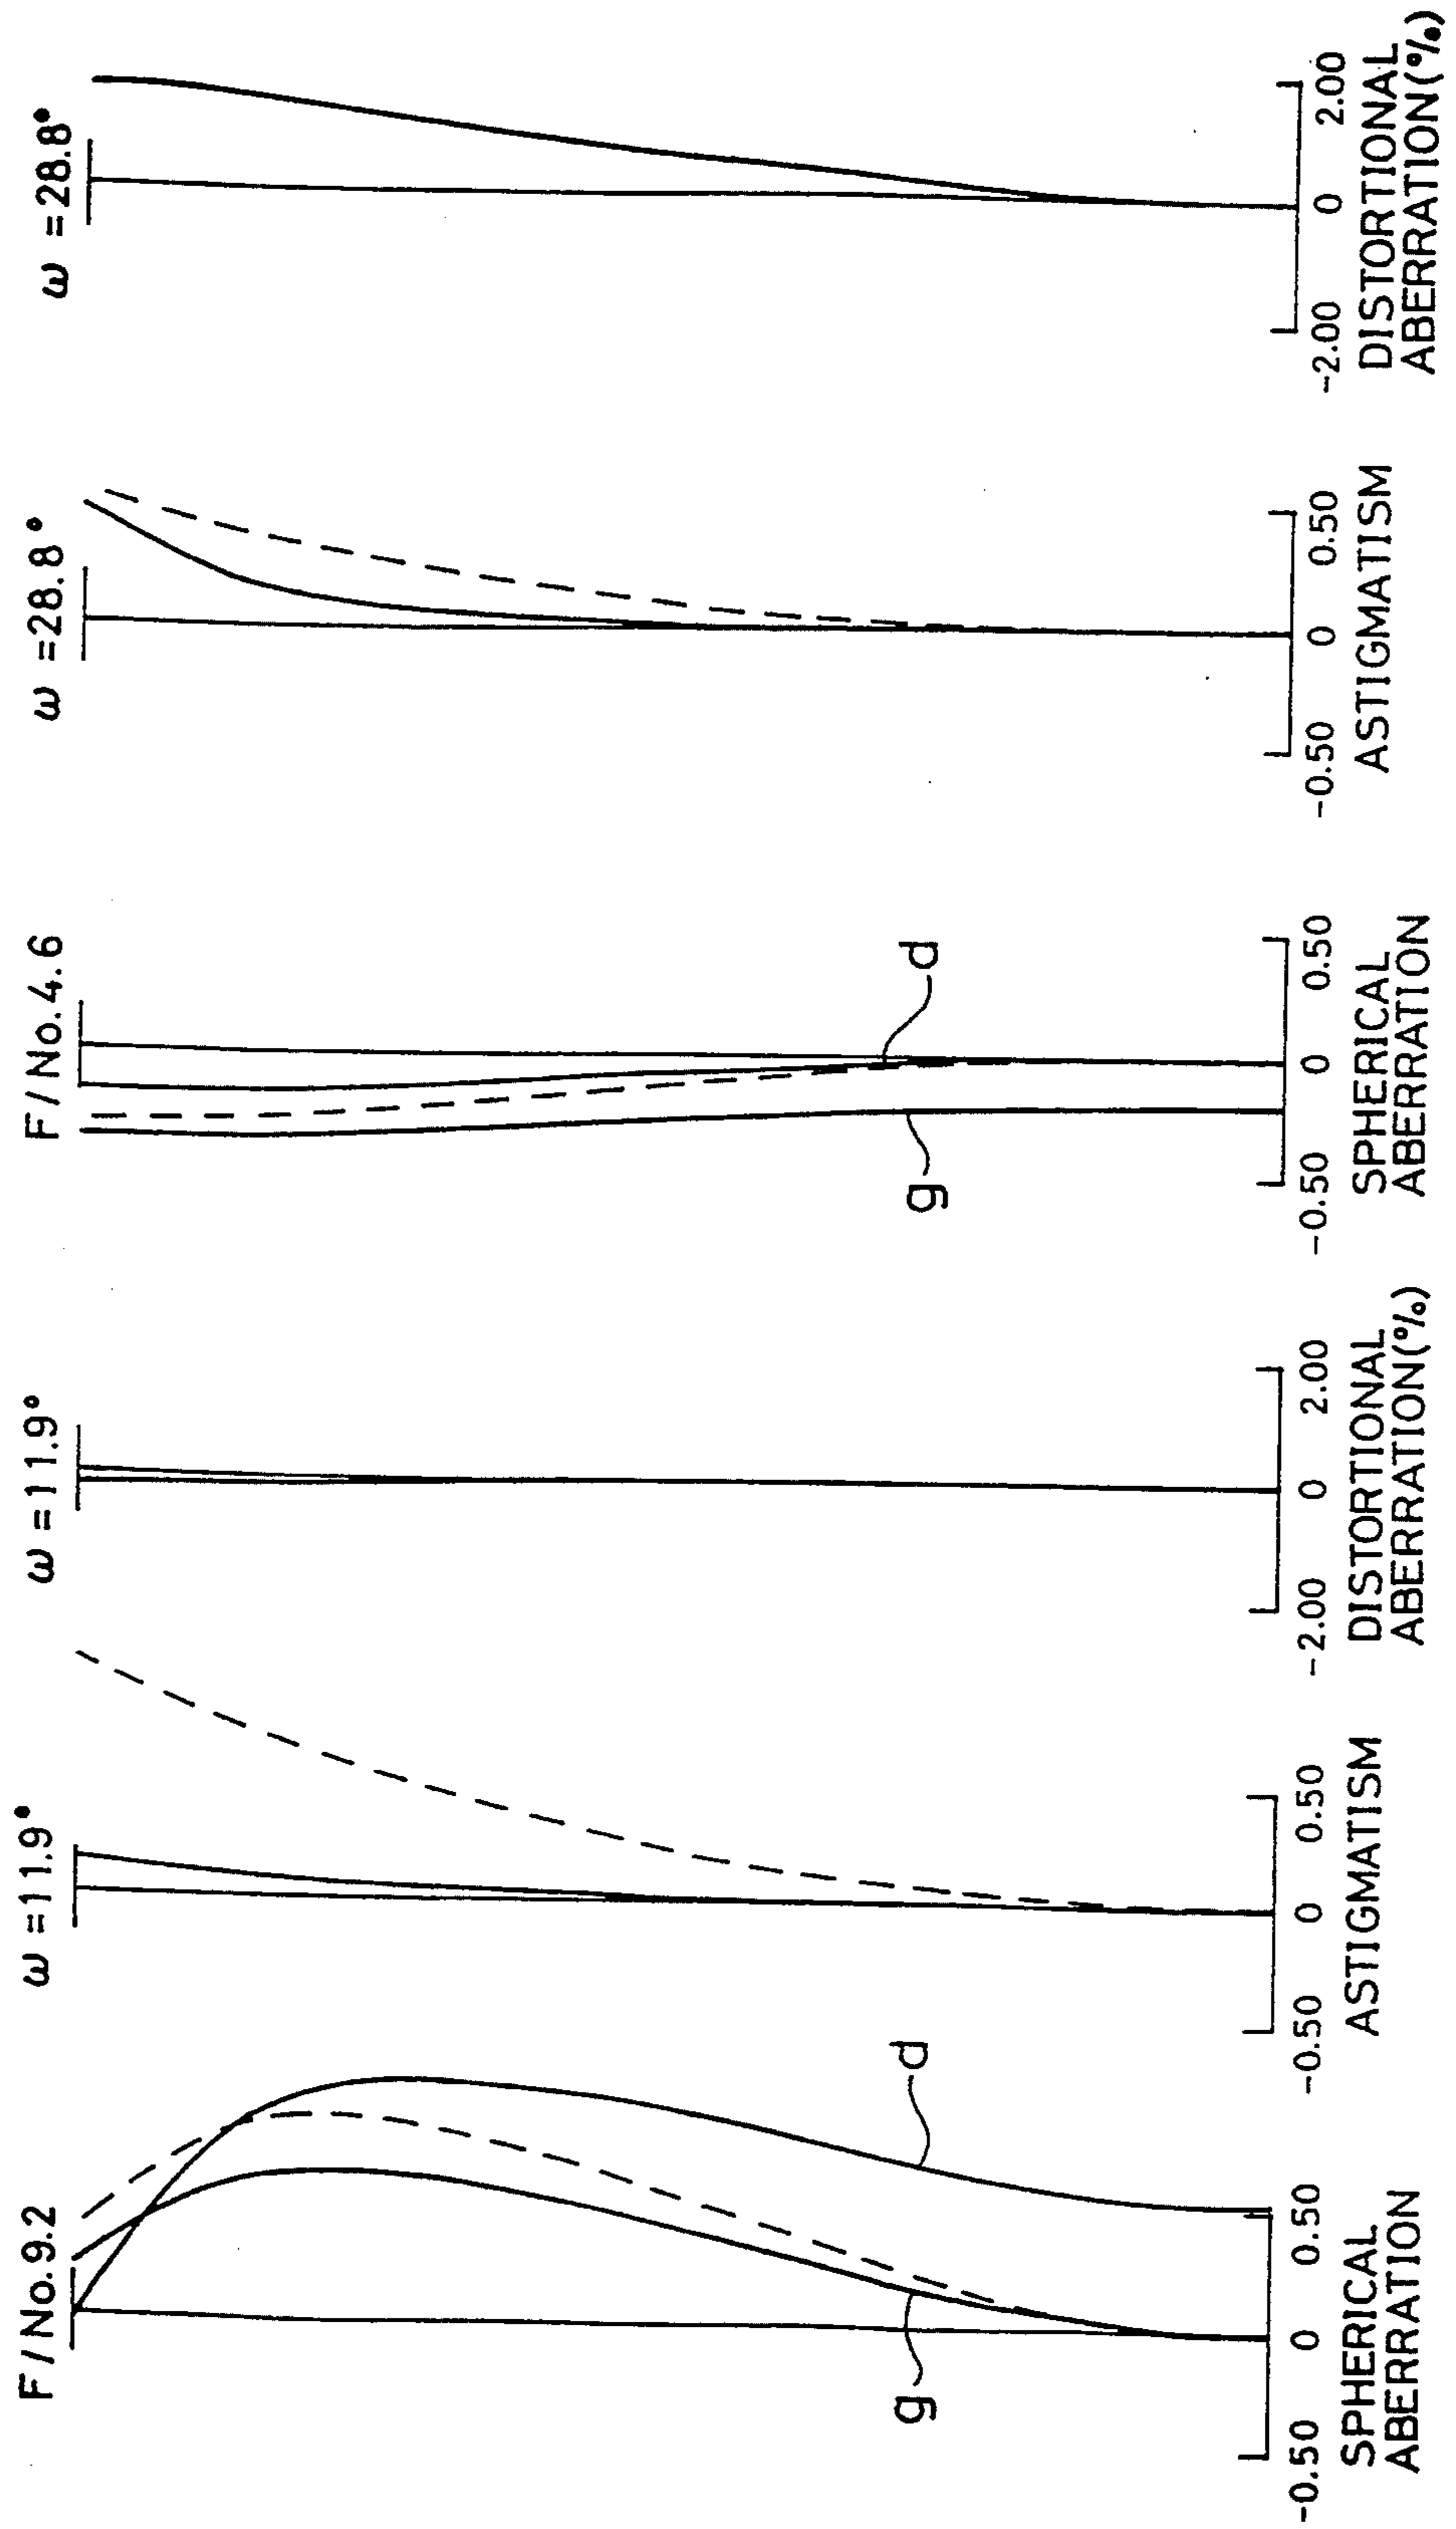 F/No. 9.2
g
d
-0.50 0 0.50
SPHERICAL
ABERRATION
ω = 11.9°
-0.50 0 0.50
ASTIGMATISM
ω = 11.9°
-2.00 0 2.00
DISTORTIONAL
ABERRATION(%)
F/No. 4.6
g
d
-0.50 0 0.50
SPHERICAL
ABERRATION
ω = 28.8°
-0.50 0 0.50
ASTIGMATISM
ω = 28.8°
-2.00 0 2.00
DISTORTIONAL
ABERRATION(%)